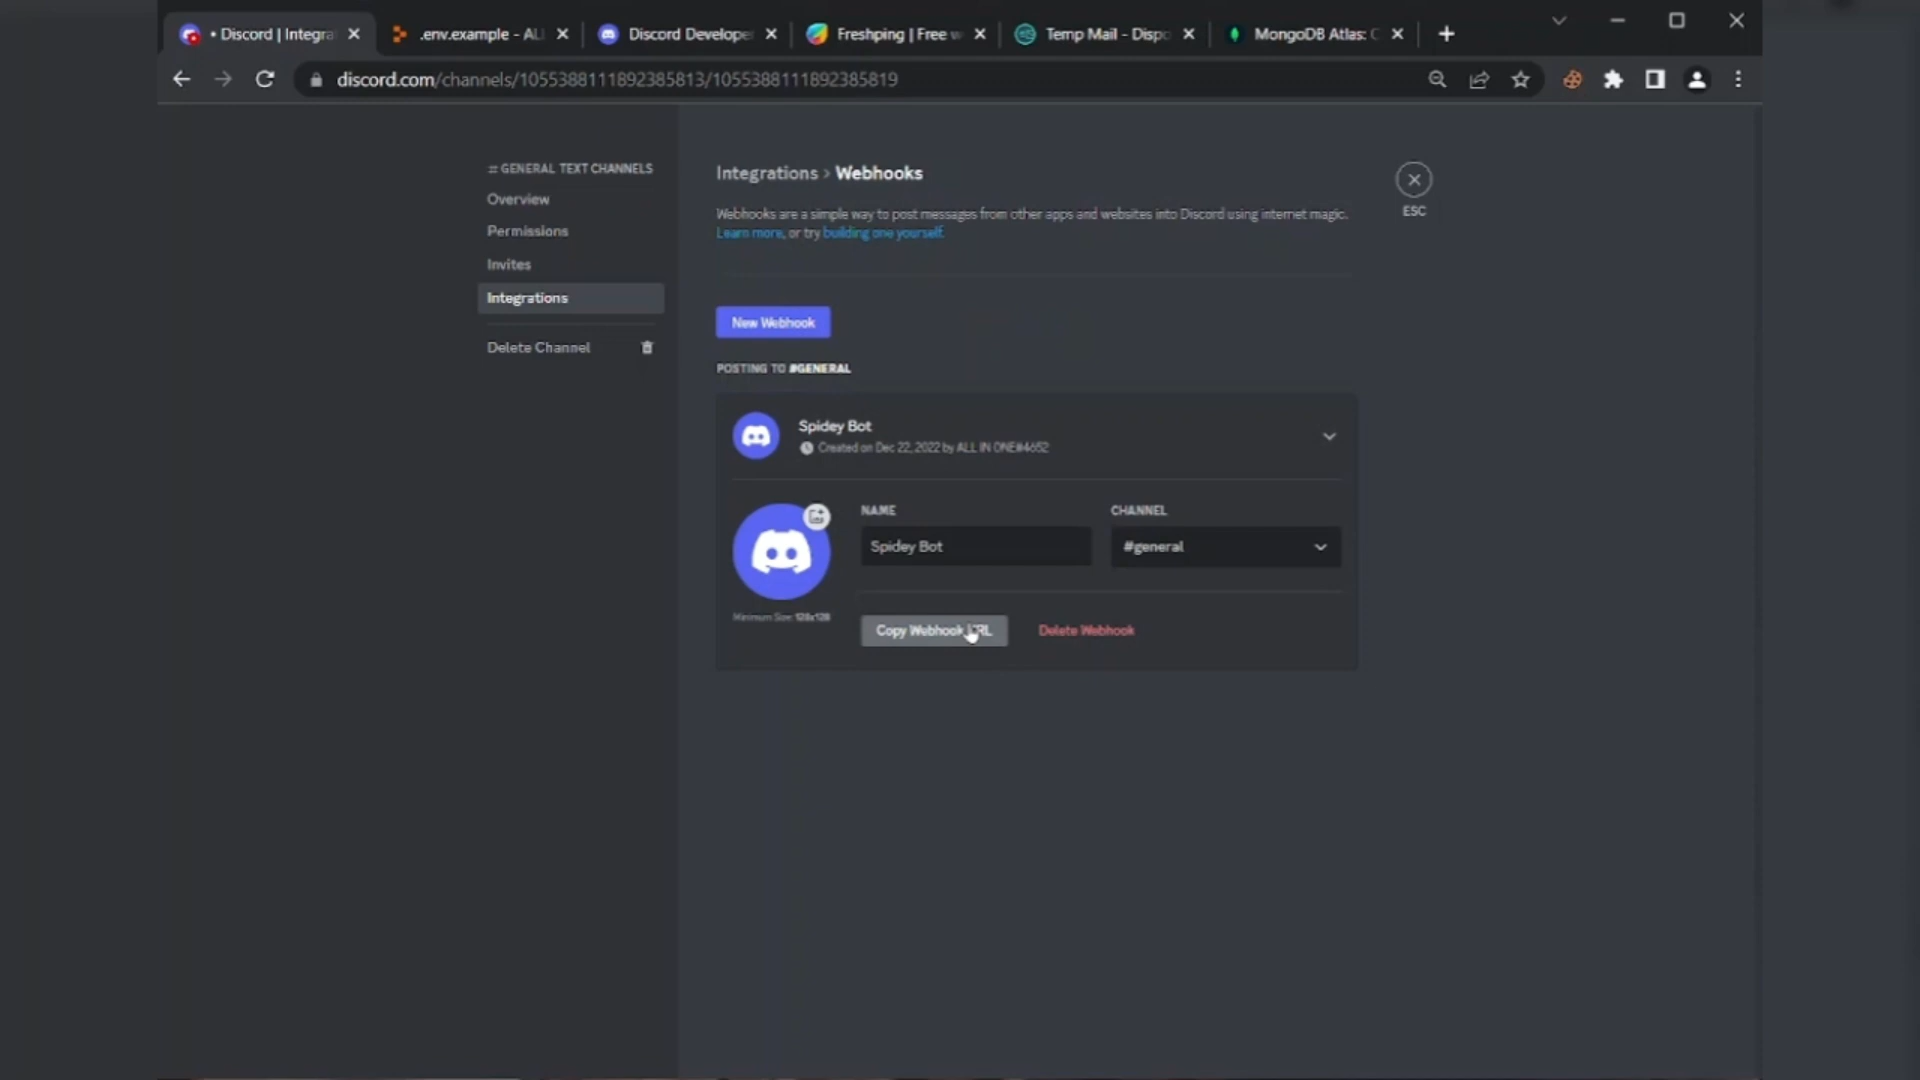 • Discord | Integra
.env.example - AL
Discord Develope
Freshping | Free w
Temp Mail - Dispo
MongoDB Atlas: C
discord.com/channels/1055388111892385813/1055388111892385819
GENERAL TEXT CHANNELS
Overview
Permissions
Invites
Integrations
Delete Channel
Integrations > Webhooks
Webhooks are a simple way to post messages from other apps and websites into Discord using internet magic.
Learn more, or try building one yourself.
ESC
New Webhook
POSTING TO #GENERAL
Spidey Bot
Created on Dec 22, 2022 by ALL IN ONE#4652
NAME
Spidey Bot
CHANNEL
#general
Minimum Size: 128x128
Copy Webhook URL
Delete Webhook